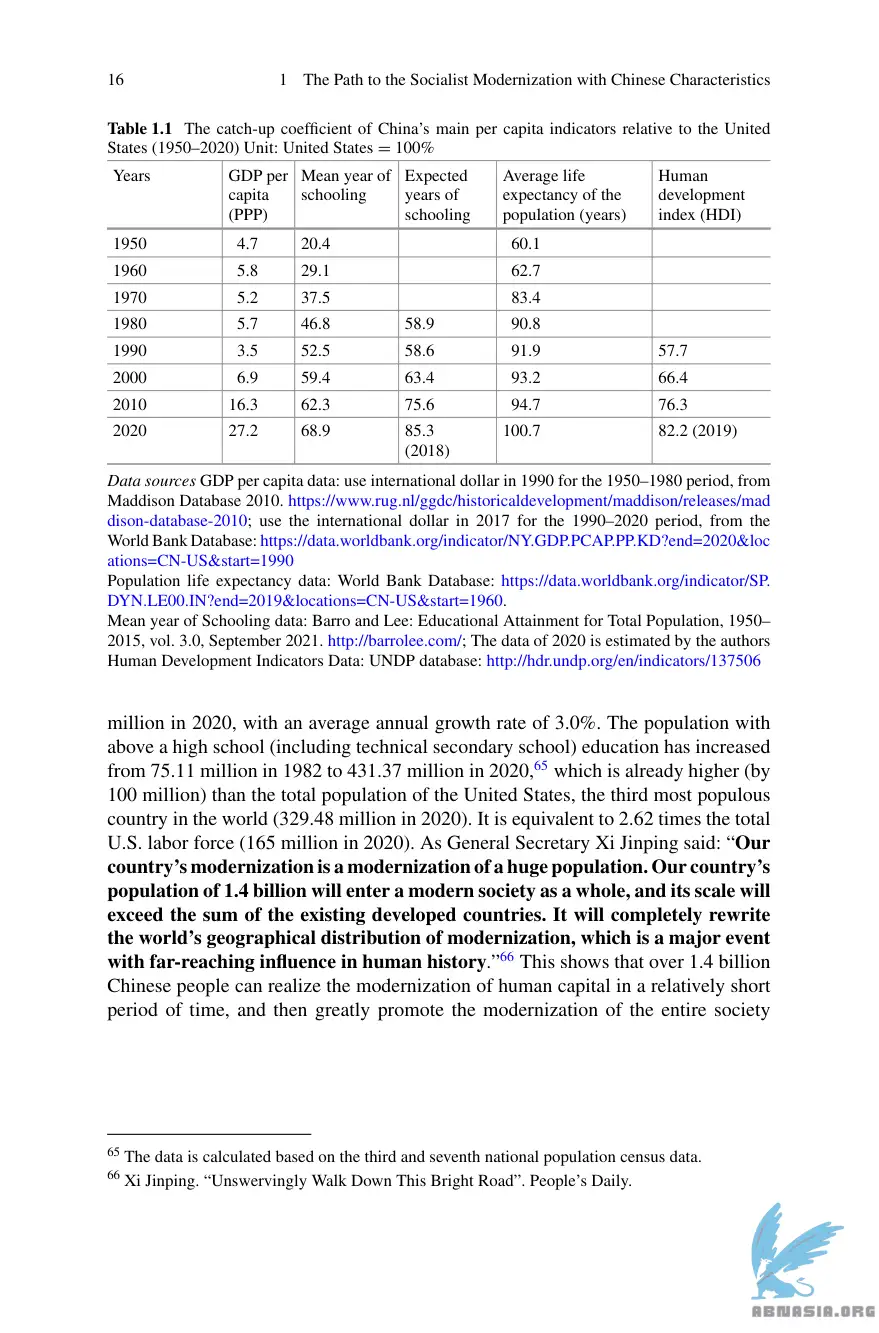 16 1 The Path to the Socialist Modernization with Chinese Characteristics
Table 1.1 The catch-up coefficient of China’s main per capita indicators relative to the United
States (1950–2020) Unit: United States = 100%
Years GDP per capita (PPP) Mean year of schooling Expected years of schooling Average life expectancy of the population (years) Human development index (HDI)
1950 4.7 20.4 60.1
1960 5.8 29.1 62.7
1970 5.2 37.5 83.4
1980 5.7 46.8 58.9 90.8
1990 3.5 52.5 58.6 91.9 57.7
2000 6.9 59.4 63.4 93.2 66.4
2010 16.3 62.3 75.6 94.7 76.3
2020 27.2 68.9 85.3 (2018) 100.7 82.2 (2019)
Data sources GDP per capita data: use international dollar in 1990 for the 1950–1980 period, from
Maddison Database 2010. https://www.rug.nl/ggdc/historicaldevelopment/maddison/releases/mad
dison-database-2010; use the international dollar in 2017 for the 1990–2020 period, from the
World Bank Database: https://data.worldbank.org/indicator/NY.GDP.PCAP.PP.KD?end=2020&loc
ations=CN-US&start=1990
Population life expectancy data: World Bank Database: https://data.worldbank.org/indicator/SP.
DYN.LE00.IN?end=2019&locations=CN-US&start=1960.
Mean year of Schooling data: Barro and Lee: Educational Attainment for Total Population, 1950–
2015, vol. 3.0, September 2021. http://barrolee.com/; The data of 2020 is estimated by the authors
Human Development Indicators Data: UNDP database: http://hdr.undp.org/en/indicators/137506
million in 2020, with an average annual growth rate of 3.0%. The population with
above a high school (including technical secondary school) education has increased
from 75.11 million in 1982 to 431.37 million in 2020,65 which is already higher (by
100 million) than the total population of the United States, the third most populous
country in the world (329.48 million in 2020). It is equivalent to 2.62 times the total
U.S. labor force (165 million in 2020). As General Secretary Xi Jinping said: “Our
country’s modernization is a modernization of a huge population. Our country’s
population of 1.4 billion will enter a modern society as a whole, and its scale will
exceed the sum of the existing developed countries. It will completely rewrite
the world’s geographical distribution of modernization, which is a major event
with far-reaching influence in human history.”66 This shows that over 1.4 billion
Chinese people can realize the modernization of human capital in a relatively short
period of time, and then greatly promote the modernization of the entire society
65 The data is calculated based on the third and seventh national population census data.
66 Xi Jinping. “Unswervingly Walk Down This Bright Road”. People’s Daily.
ABNASIA.ORG